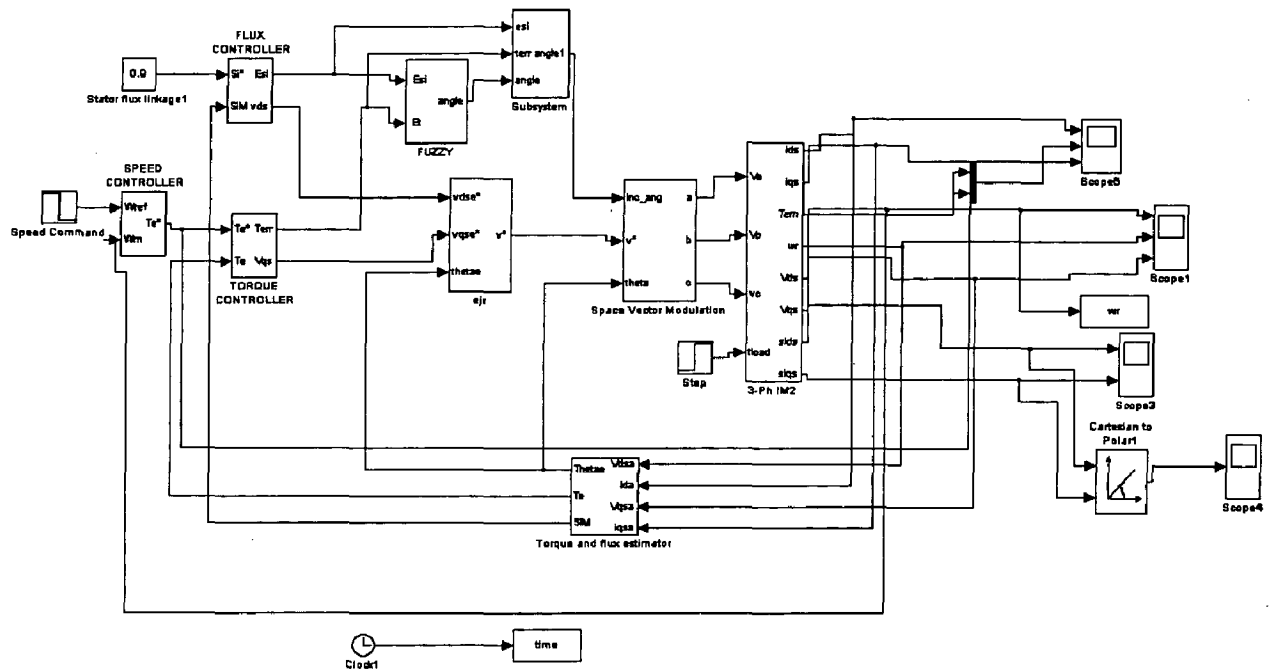 FLUX
CONTROLLER
0.9
Stator flux linkage1
Si*
Esi
SIM
vds
esi
terr
angle1
angle
Subsystem
Esi
angle
Et
FUZZY
SPEED
CONTROLLER
Wref
Te*
Wm
Speed Command
Te*
Terr
Te
Vqs
TORQUE
CONTROLLER
vdse*
vqse*
v*
thetae
ejr
inc_ang
a
v*
b
theta
c
Space Vector Modulation
Va
Vb
Vc
tload
ids
iqs
Tem
wr
Vds
Vqs
sids
siqs
3-Ph IM2
Step
Scope5
Scope1
wr
Scope3
Cartesian to
Polar1
Scope4
Thetae
Te
SIM
Vdsa
ida
Vqsa
iqsa
Torque and flux estimator
Clock1
time